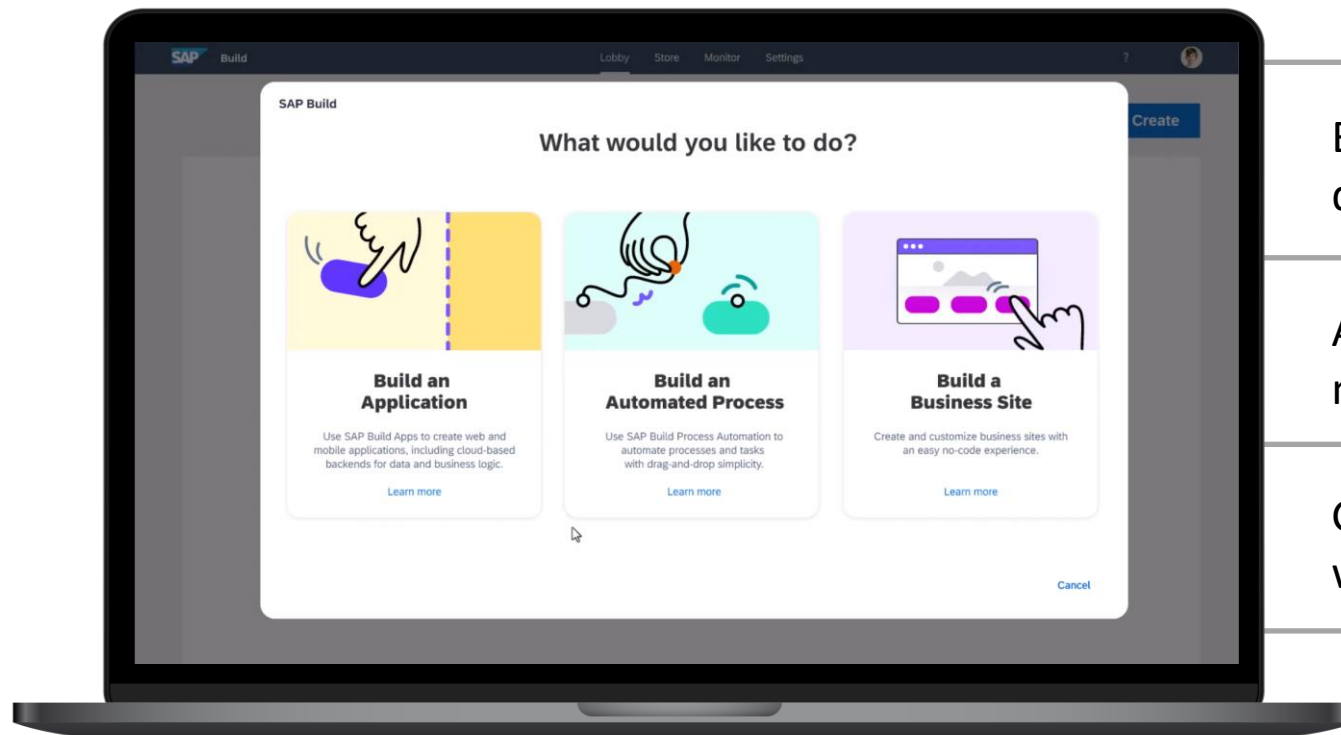 SAP Build Lobby Store Monitor Settings ?
Create
SAP Build
What would you like to do?
Build an
Application
Use SAP Build Apps to create web and
mobile applications, including cloud-based
backends for data and business logic.
Learn more
Build an
Automated Process
Use SAP Build Process Automation to
automate processes and tasks
with drag-and-drop simplicity.
Learn more
Build a
Business Site
Create and customize business sites with
an easy no-code experience.
Learn more
Cancel